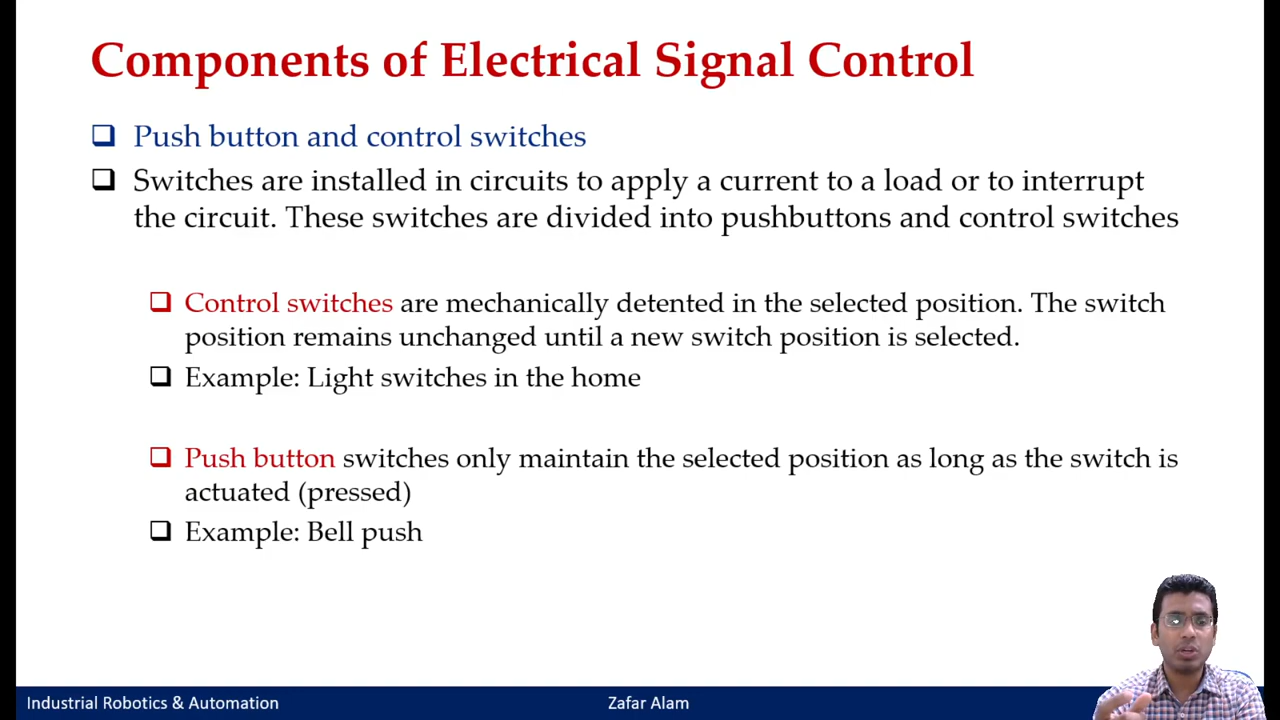 Components of Electrical Signal Control
Push button and control switches
Switches are installed in circuits to apply a current to a load or to interrupt
the circuit. These switches are divided into pushbuttons and control switches
Control switches are mechanically detented in the selected position. The switch
position remains unchanged until a new switch position is selected.
Example: Light switches in the home
Push button switches only maintain the selected position as long as the switch is
actuated (pressed)
Example: Bell push
Industrial Robotics & Automation
Zafar Alam